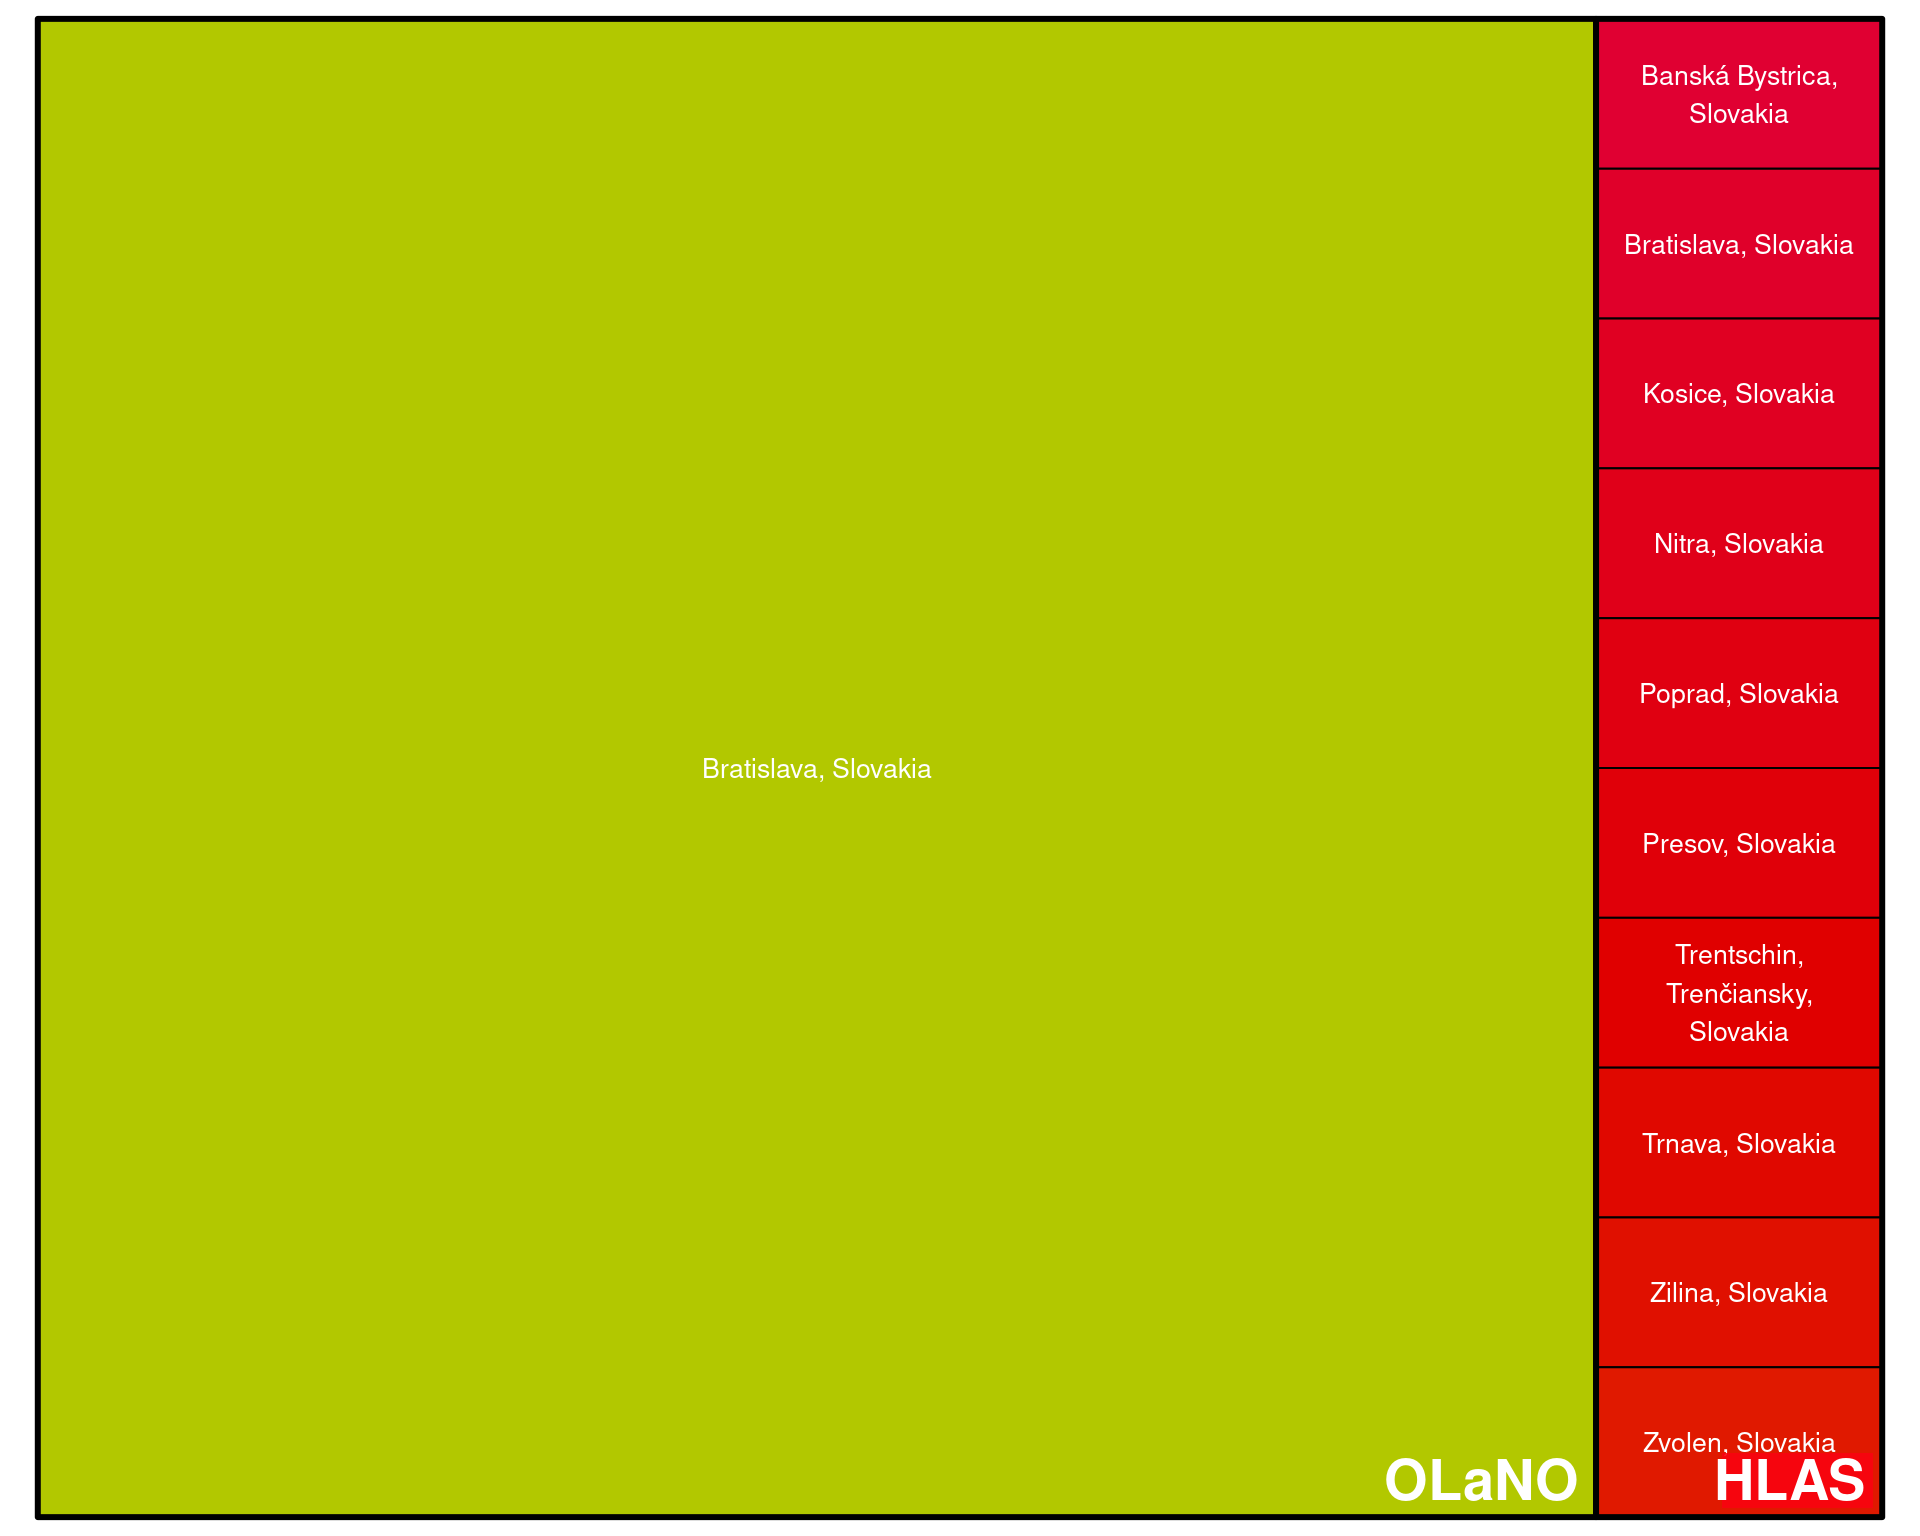 Bratislava, Slovakia
OLaNO
Banská Bystrica,
Slovakia
Bratislava, Slovakia
Kosice, Slovakia
Nitra, Slovakia
Poprad, Slovakia
Presov, Slovakia
Trentschin,
Trenčiansky,
Slovakia
Trnava, Slovakia
Zilina, Slovakia
Zvolen, Slovakia
HLAS